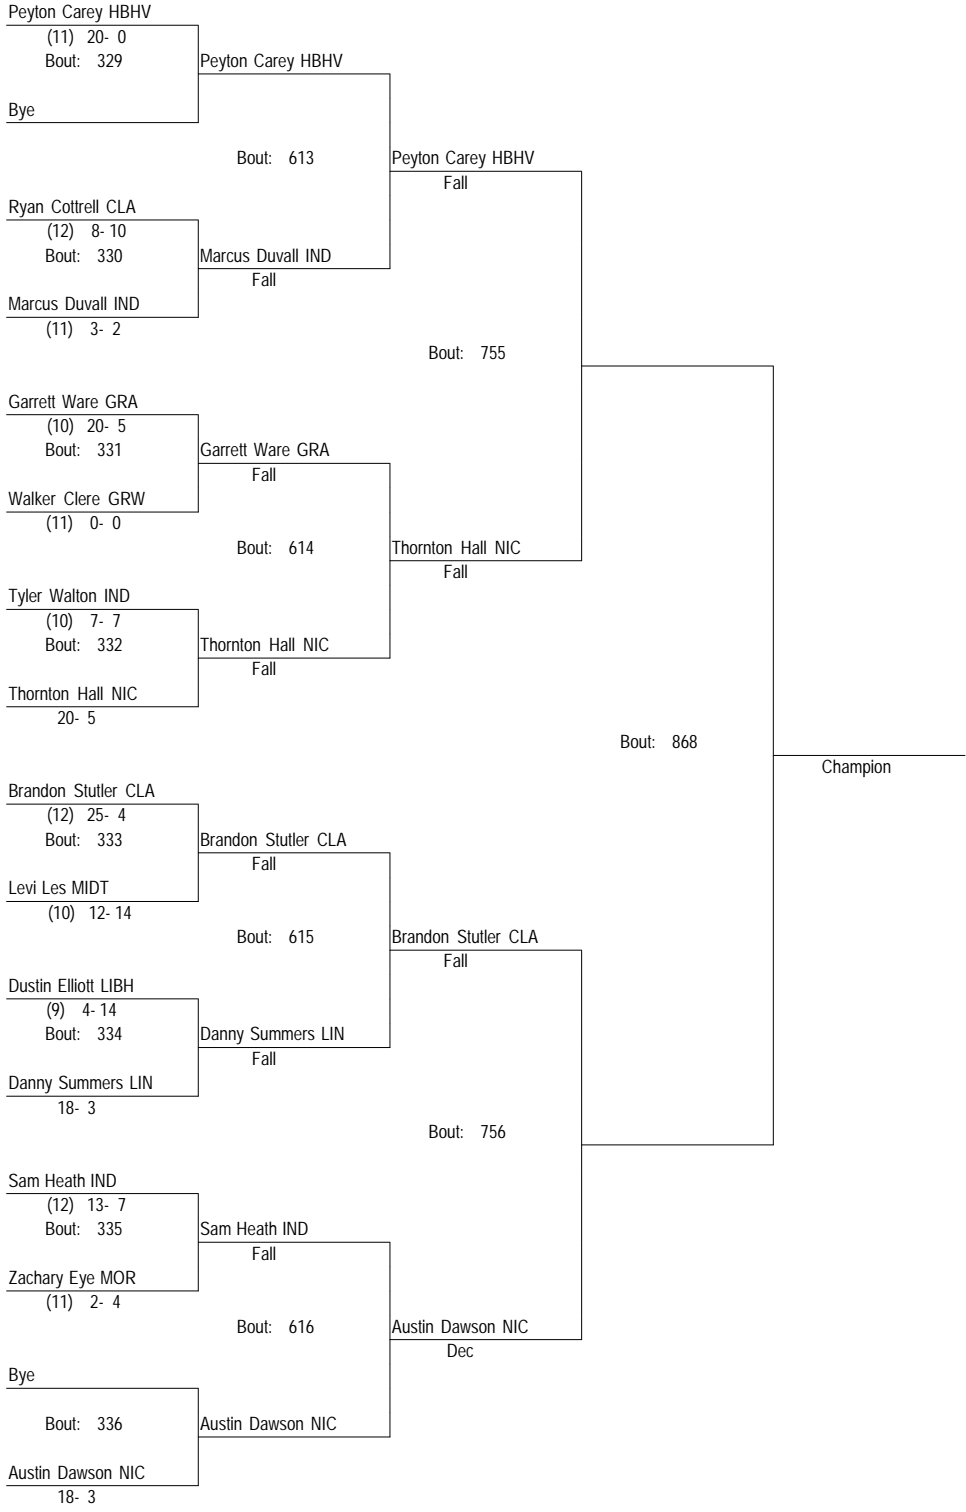 Peyton Carey HBHV
(11) 20- 0
Bout: 329
Peyton Carey HBHV
Bye
Bout: 613
Peyton Carey HBHV
Fall
Ryan Cottrell CLA
(12) 8- 10
Bout: 330
Marcus Duvall IND
Fall
Marcus Duvall IND
(11) 3- 2
Bout: 755
Garrett Ware GRA
(10) 20- 5
Bout: 331
Garrett Ware GRA
Fall
Walker Clere GRW
(11) 0- 0
Bout: 614
Thornton Hall NIC
Fall
Tyler Walton IND
(10) 7- 7
Bout: 332
Thornton Hall NIC
Fall
Thornton Hall NIC
20- 5
Bout: 868
Champion
Brandon Stutler CLA
(12) 25- 4
Bout: 333
Brandon Stutler CLA
Fall
Levi Les MIDT
(10) 12- 14
Bout: 615
Brandon Stutler CLA
Fall
Dustin Elliott LIBH
(9) 4- 14
Bout: 334
Danny Summers LIN
Fall
Danny Summers LIN
18- 3
Bout: 756
Sam Heath IND
(12) 13- 7
Bout: 335
Sam Heath IND
Fall
Zachary Eye MOR
(11) 2- 4
Bout: 616
Austin Dawson NIC
Dec
Bye
Bout: 336
Austin Dawson NIC
Austin Dawson NIC
18- 3